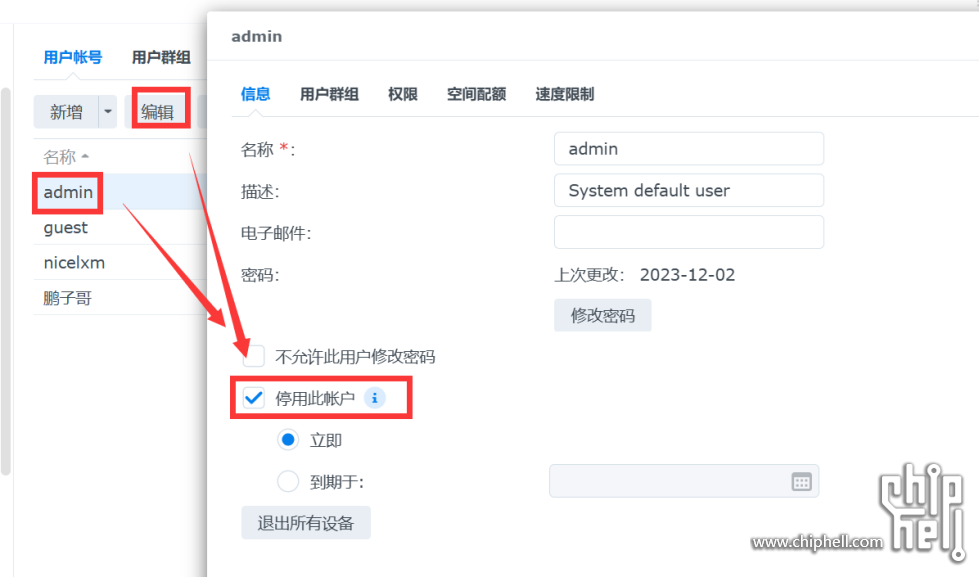 admin
用户帐号 用户群组
信息 用户群组 权限 空间配额 速度限制
新增 编辑
名称
admin
guest
nicelxm
鹏子哥
名称 *: admin
描述: System default user
电子邮件:
密码: 上次更改: 2023-12-02
修改密码
不允许此用户修改密码
停用此帐户
立即
到期于:
退出所有设备
chiphell
www.chiphell.com